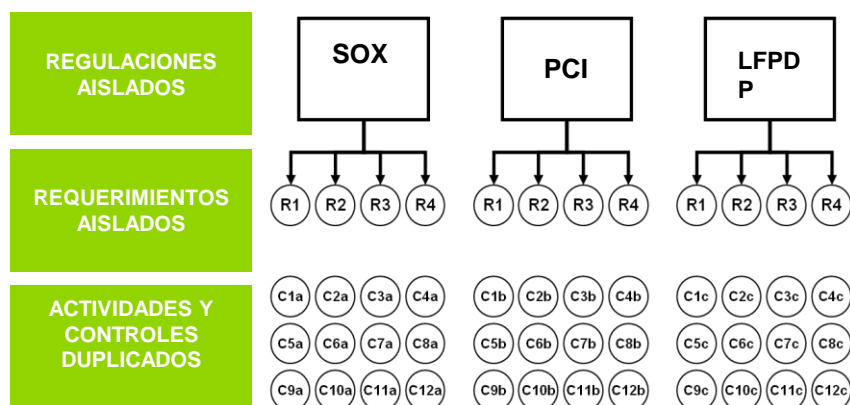 REGULACIONES
AISLADOS
SOX
PCI
LFPD
P
REQUERIMIENTOS
AISLADOS
R1 R2 R3 R4 R1 R2 R3 R4 R1 R2 R3 R4
ACTIVIDADES Y
CONTROLES
DUPLICADOS
C1a C2a C3a C4a C1b C2b C3b C4b C1c C2c C3c C4c
C5a C6a C7a C8a C5b C6b C7b C8b C5c C6c C7c C8c
C9a C10a C11a C12a C9b C10b C11b C12b C9c C10c C11c C12c